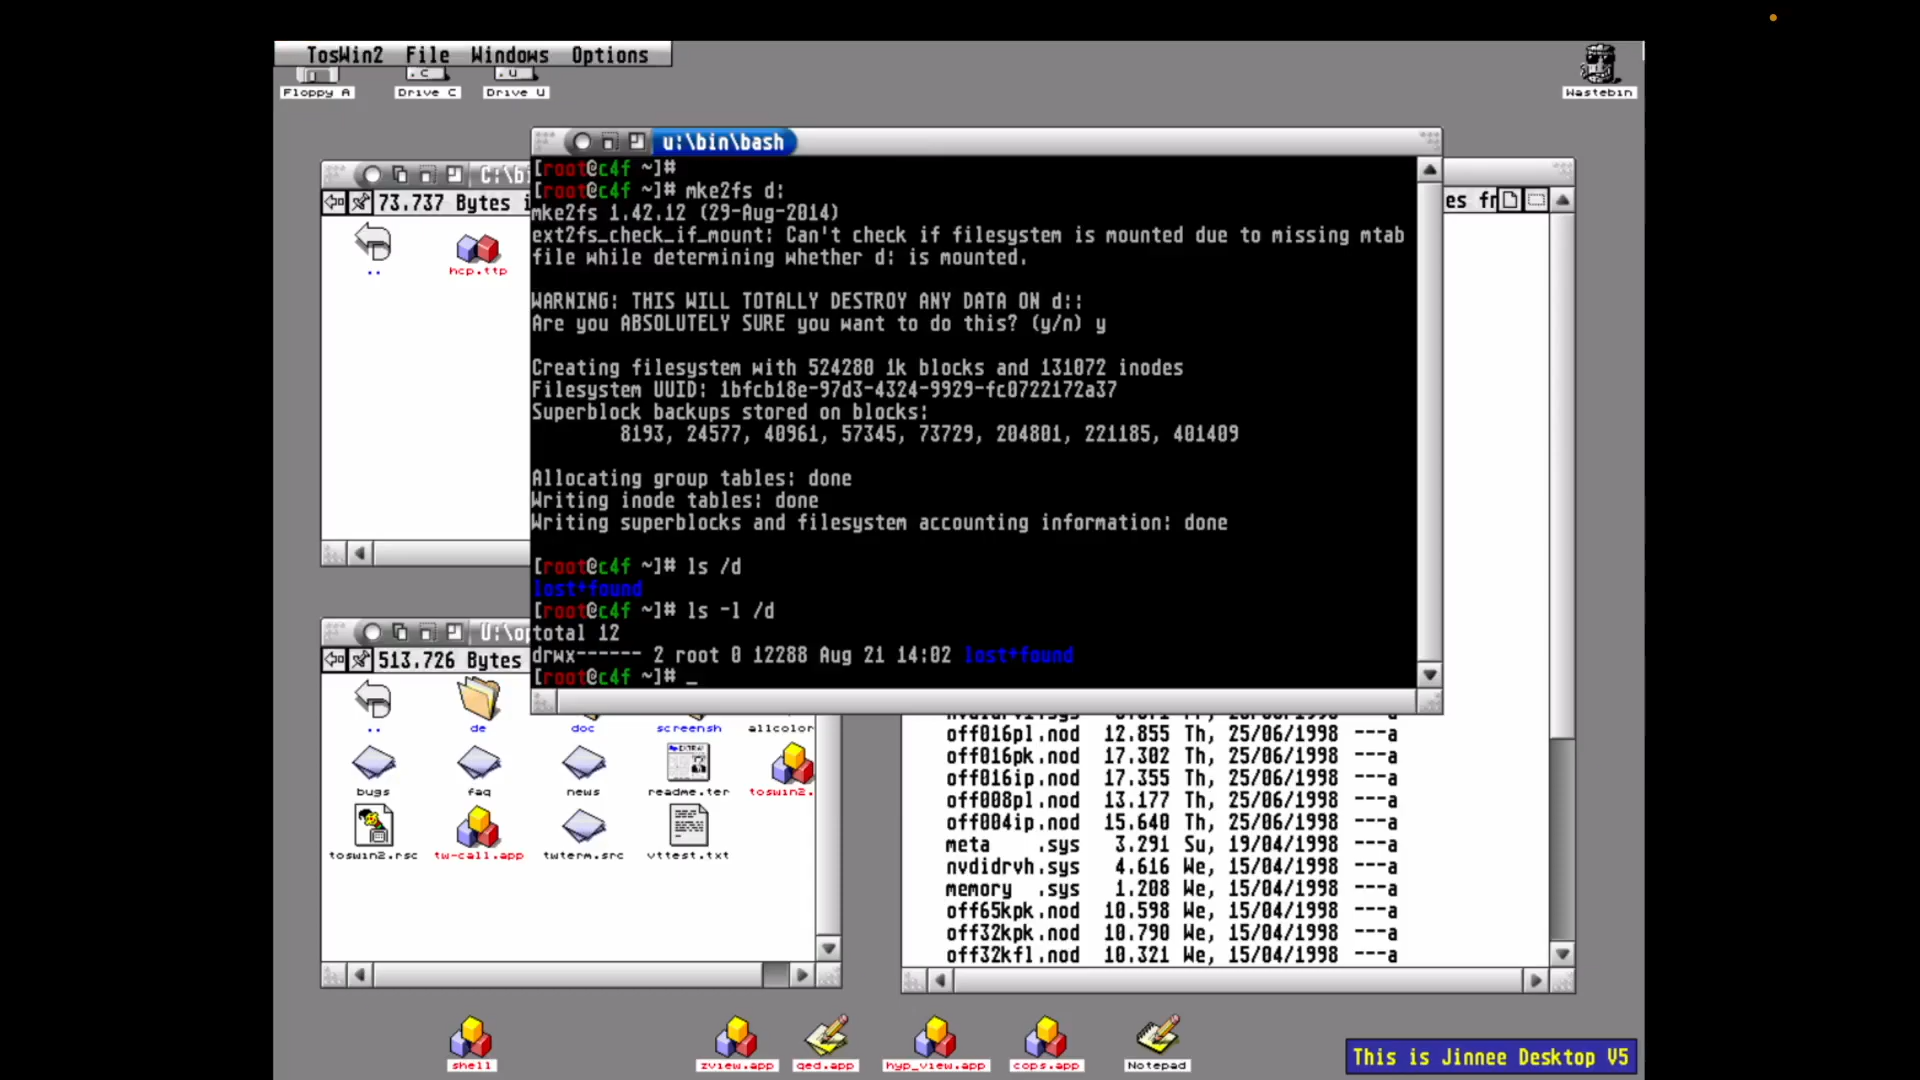 TosWin2 File Windows Options
Floppy A
Drive C
Drive U
Wastebin
u:\bin\bash
[root@c4f ~]#
[root@c4f ~]# mke2fs d:
mke2fs 1.42.12 (29-Aug-2014)
ext2fs_check_if_mount: Can't check if filesystem is mounted due to missing mtab
file while determining whether d: is mounted.
WARNING: THIS WILL TOTALLY DESTROY ANY DATA ON d::
Are you ABSOLUTELY SURE you want to do this? (y/n) y
Creating filesystem with 524280 1k blocks and 131072 inodes
Filesystem UUID: 1bfcb18e-97d3-4324-9929-fc0722172a37
Superblock backups stored on blocks:
8193, 24577, 40961, 57345, 73729, 204801, 221185, 401409
Allocating group tables: done
Writing inode tables: done
Writing superblocks and filesystem accounting information: done
[root@c4f ~]# ls /d
lost+found
[root@c4f ~]# ls -l /d
total 12
drwx------ 2 root 0 12288 Aug 21 14:02 lost+found
[root@c4f ~]# _
C:\bi
73.737 Bytes i
..
hcp.ttp
es fr
U:\op
513.726 Bytes
..
de
doc
screensh
allcolor
bugs
faq
news
readme.ter
toswin2.
toswin2.rsc
tw-call.app
twterm.src
vttest.txt
off016pl.nod 12.855 Th, 25/06/1998 ---a
off016pk.nod 17.302 Th, 25/06/1998 ---a
off016ip.nod 17.355 Th, 25/06/1998 ---a
off008pl.nod 13.177 Th, 25/06/1998 ---a
off004ip.nod 15.640 Th, 25/06/1998 ---a
meta .sys 3.291 Su, 19/04/1998 ---a
nvdidrvh.sys 4.616 We, 15/04/1998 ---a
memory .sys 1.208 We, 15/04/1998 ---a
off65kpk.nod 10.598 We, 15/04/1998 ---a
off32kpk.nod 10.790 We, 15/04/1998 ---a
off32kfl.nod 10.321 We, 15/04/1998 ---a
shell
zview.app
qed.app
hyp_view.app
cops.app
Notepad
This is Jinnee Desktop V5